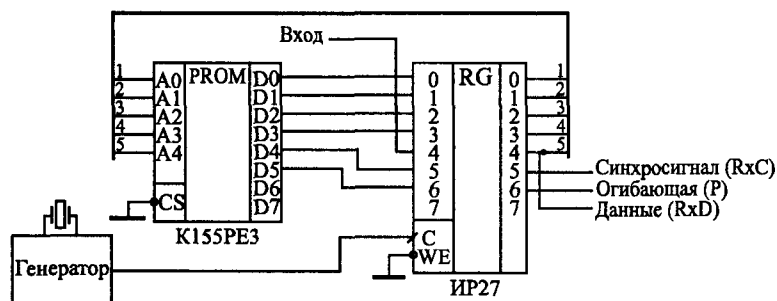 Вход
1
2
3
4
5
A0
A1
A2
A3
A4
CS
PROM
D0
D1
D2
D3
D4
D5
D6
D7
К155РЕ3
0
1
2
3
4
5
6
7
C
WE
RG
0
1
2
3
4
5
6
7
ИР27
1
2
3
4
5
Синхросигнал (RxC)
Огибающая (P)
Данные (RxD)
Генератор